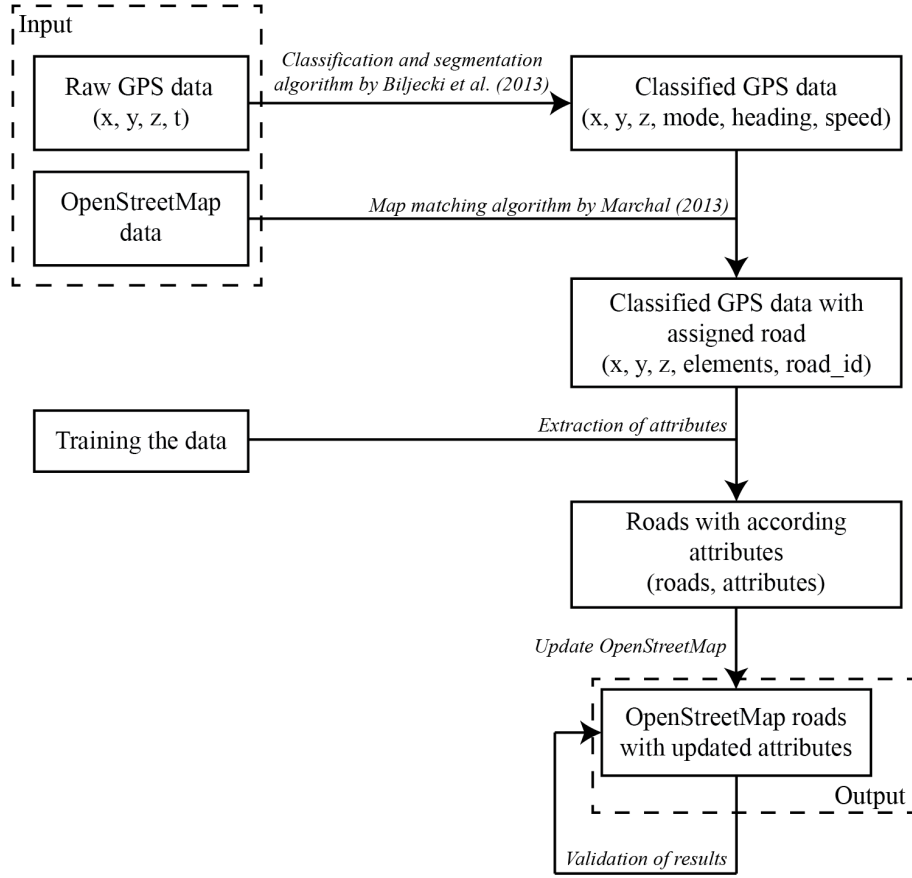 Input
Raw GPS data
(x, y, z, t)
Classification and segmentation
algorithm by Biljecki et al. (2013)
Classified GPS data
(x, y, z, mode, heading, speed)
OpenStreetMap
data
Map matching algorithm by Marchal (2013)
Classified GPS data with
assigned road
(x, y, z, elements, road_id)
Training the data
Extraction of attributes
Roads with according
attributes
(roads, attributes)
Update OpenStreetMap
OpenStreetMap roads
with updated attributes
Output
Validation of results